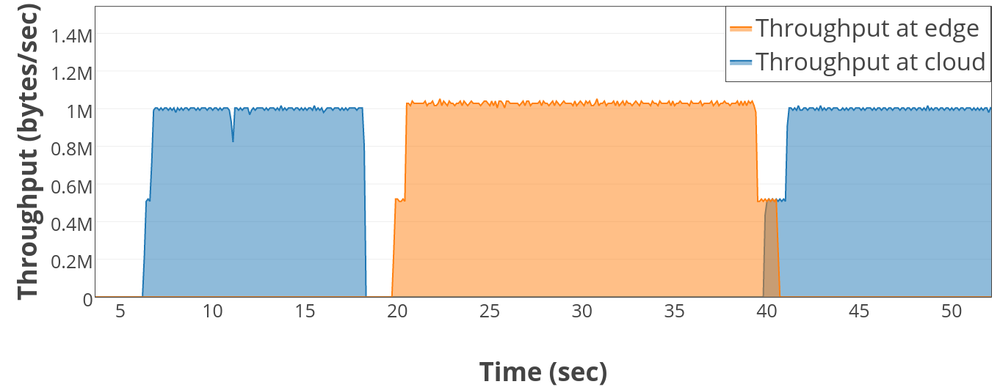 Throughput (bytes/sec)
1.4M
1.2M
1M
0.8M
0.6M
0.4M
0.2M
0
Throughput at edge
Throughput at cloud
5 10 15 20 25 30 35 40 45 50
Time (sec)